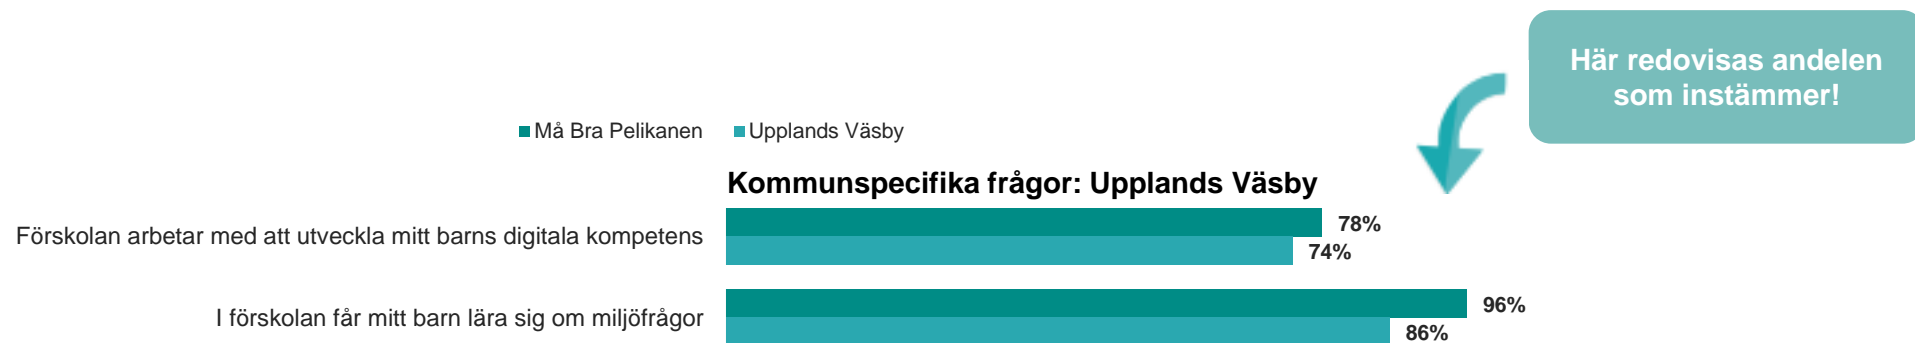 Här redovisas andelen
som instämmer!
Må Bra Pelikanen Upplands Väsby
Kommunspecifika frågor: Upplands Väsby
Förskolan arbetar med att utveckla mitt barns digitala kompetens
78%
74%
I förskolan får mitt barn lära sig om miljöfrågor
96%
86%